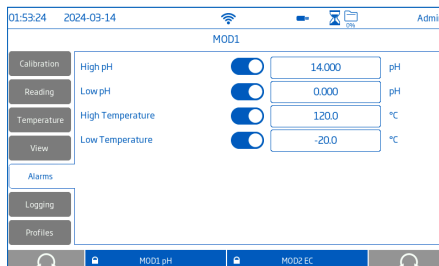 01:53:24 2024-03-14 0% Admi
MOD1
Calibration
Reading
Temperature
View
Alarms
Logging
Profiles
High pH 14.000 pH
Low pH 0.000 pH
High Temperature 120.0 °C
Low Temperature -20.0 °C
MOD1 pH MOD2 EC